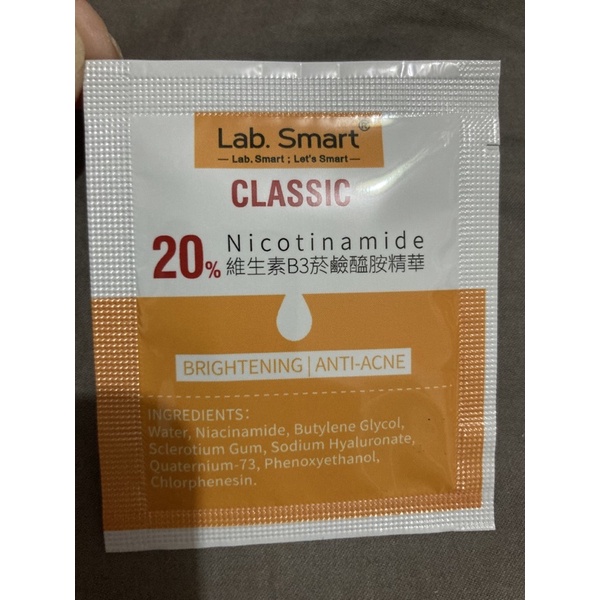 Lab. Smart®
— Lab. Smart ; Let's Smart —
CLASSIC
20% Nicotinamide
維生素B3菸鹼醯胺精華
BRIGHTENING | ANTI-ACNE
INGREDIENTS:
Water, Niacinamide, Butylene Glycol,
Sclerotium Gum, Sodium Hyaluronate,
Quaternium-73, Phenoxyethanol,
Chlorphenesin.